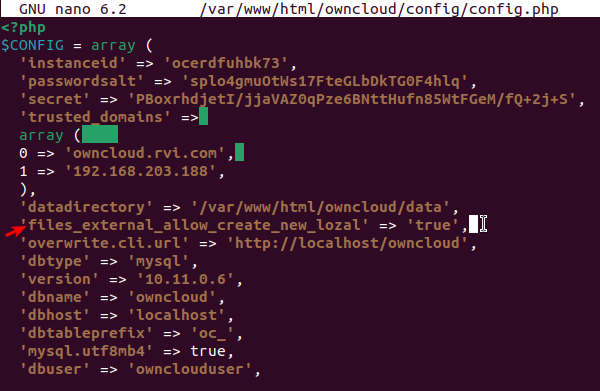 GNU nano 6.2 /var/www/html/owncloud/config/config.php
<?php
$CONFIG = array (
'instanceid' => 'ocerdfuhbk73',
'passwordsalt' => 'splo4gmuOtWs17FteGLbDkTG0F4hlq',
'secret' => 'PBoxrhdjetI/jjaVAZ0qPze6BNttHufn85WtFGeM/fQ+2j+S',
'trusted_domains' =>
array (
0 => 'owncloud.rvi.com',
1 => '192.168.203.188',
),
'datadirectory' => '/var/www/html/owncloud/data',
'files_external_allow_create_new_lozal' => 'true',
'overwrite.cli.url' => 'http://localhost/owncloud',
'dbtype' => 'mysql',
'version' => '10.11.0.6',
'dbname' => 'owncloud',
'dbhost' => 'localhost',
'dbtableprefix' => 'oc_',
'mysql.utf8mb4' => true,
'dbuser' => 'ownclouduser',